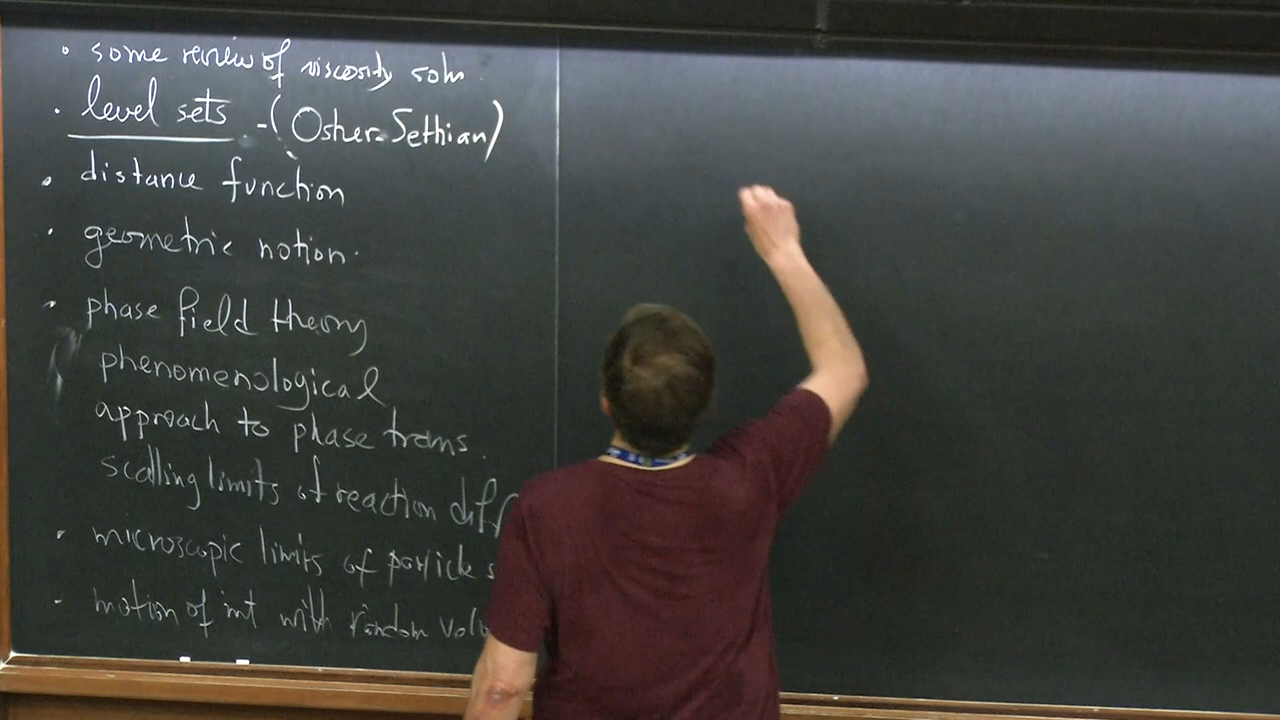 • some review of viscosity soln.
• level sets - (Osher-Sethian)
• distance function
• geometric notion.
• phase field theory
phenomenological
approach to phase trans.
scalling limits of reaction diff
• microscopic limits of particle s
• motion of int with random